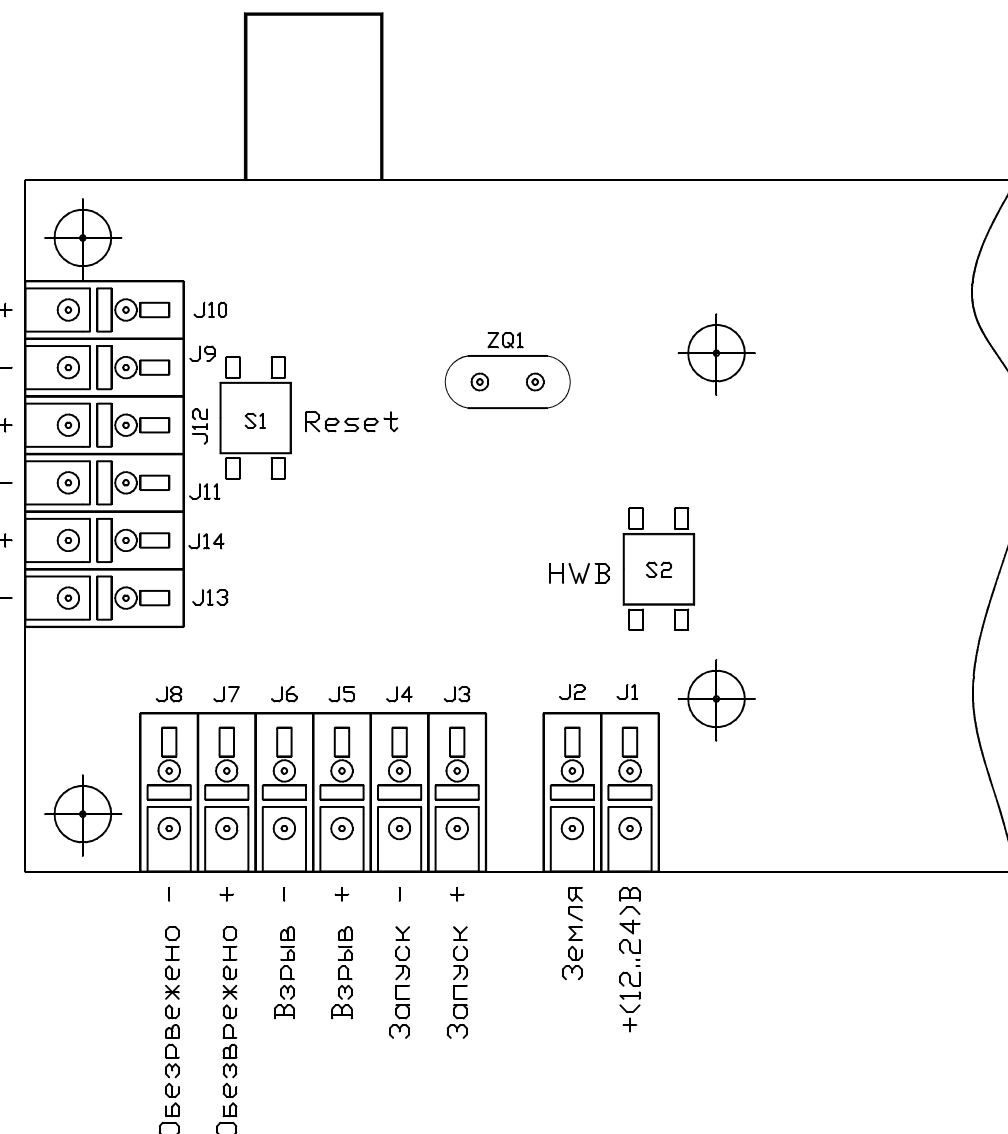 + J10
ZQ1
− J9
+ J12
S1 Reset
− J11
+ J14
HWB S2
− J13
J8 J7 J6 J5 J4 J3 J2 J1
Обезрвежено −
Обезврежено +
Взрыв −
Взрыв +
Запуск −
Запуск +
Земля
+(12..24)В